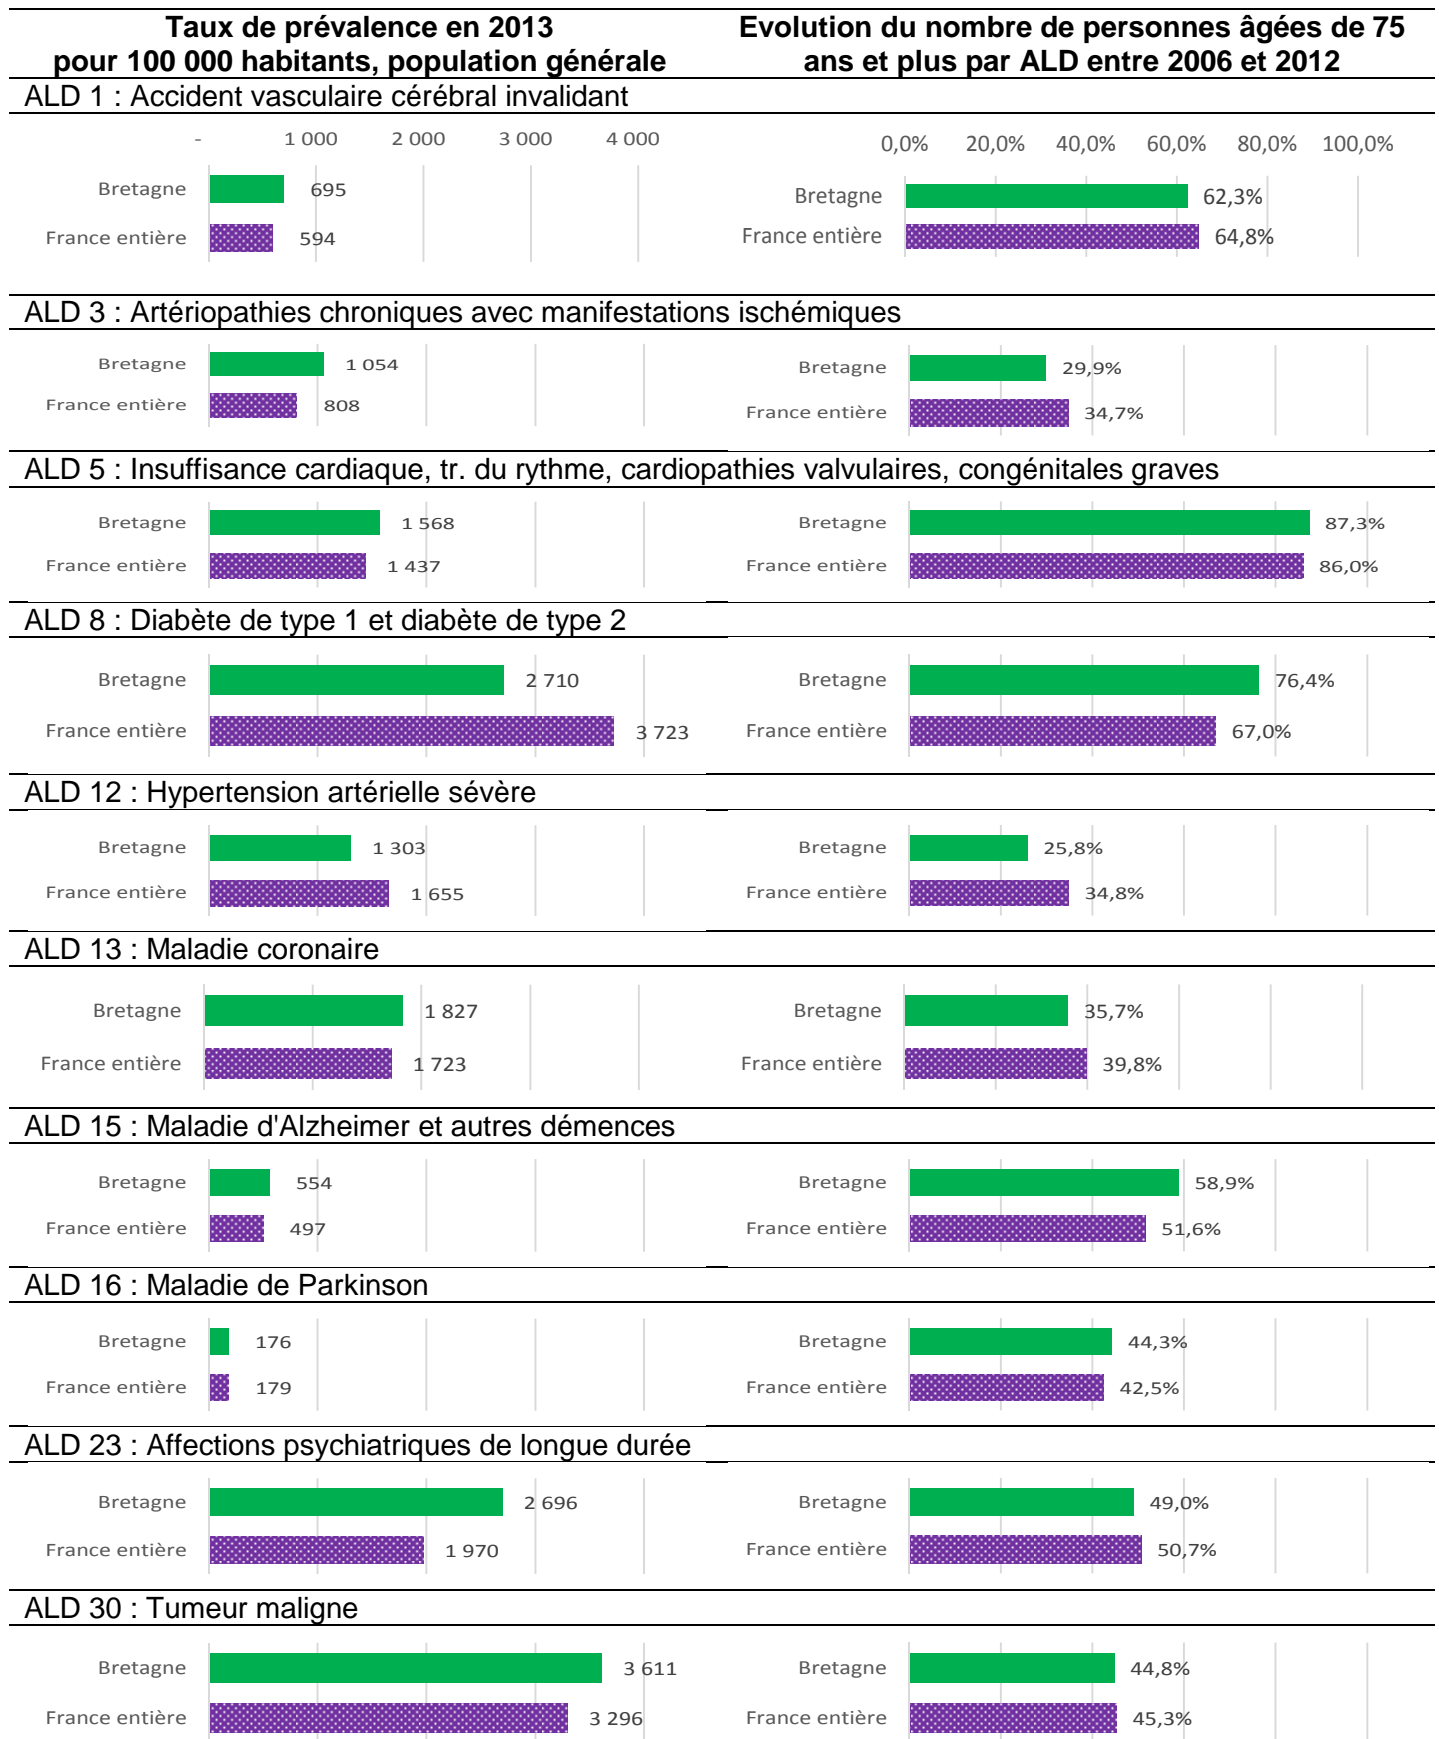 Taux de prévalence en 2013
pour 100 000 habitants, population générale
Evolution du nombre de personnes âgées de 75
ans et plus par ALD entre 2006 et 2012
ALD 1 : Accident vasculaire cérébral invalidant
- 1 000 2 000 3 000 4 000
Bretagne 695
France entière 594
0,0% 20,0% 40,0% 60,0% 80,0% 100,0%
Bretagne 62,3%
France entière 64,8%
ALD 3 : Artériopathies chroniques avec manifestations ischémiques
Bretagne 1 054
France entière 808
Bretagne 29,9%
France entière 34,7%
ALD 5 : Insuffisance cardiaque, tr. du rythme, cardiopathies valvulaires, congénitales graves
Bretagne 1 568
France entière 1 437
Bretagne 87,3%
France entière 86,0%
ALD 8 : Diabète de type 1 et diabète de type 2
Bretagne 2 710
France entière 3 723
Bretagne 76,4%
France entière 67,0%
ALD 12 : Hypertension artérielle sévère
Bretagne 1 303
France entière 1 655
Bretagne 25,8%
France entière 34,8%
ALD 13 : Maladie coronaire
Bretagne 1 827
France entière 1 723
Bretagne 35,7%
France entière 39,8%
ALD 15 : Maladie d'Alzheimer et autres démences
Bretagne 554
France entière 497
Bretagne 58,9%
France entière 51,6%
ALD 16 : Maladie de Parkinson
Bretagne 176
France entière 179
Bretagne 44,3%
France entière 42,5%
ALD 23 : Affections psychiatriques de longue durée
Bretagne 2 696
France entière 1 970
Bretagne 49,0%
France entière 50,7%
ALD 30 : Tumeur maligne
Bretagne 3 611
France entière 3 296
Bretagne 44,8%
France entière 45,3%